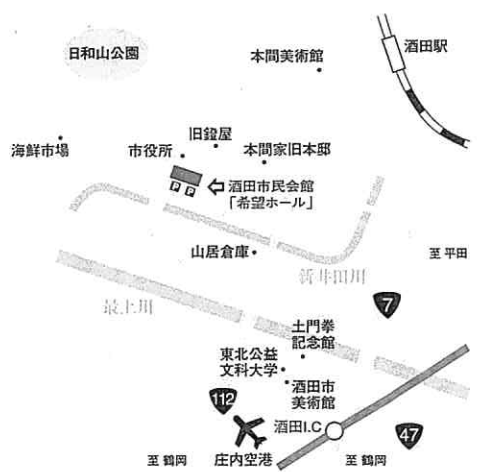 日和山公園
本間美術館
酒田駅
海鮮市場
市役所
旧鐙屋
本間家旧本邸
P P
酒田市民会館
「希望ホール」
山居倉庫
新井田川
至 平田
最上川
7
土門拳
記念館
東北公益
文科大学
酒田市
美術館
112
酒田I.C
47
至 鶴岡
庄内空港
至 鶴岡